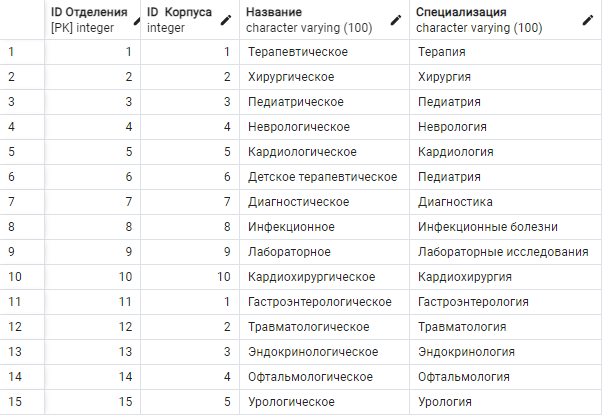 ID Отделения ID Корпуса Название Специализация
[PK] integer integer character varying (100) character varying (100)
1 1 1 Терапевтическое Терапия
2 2 2 Хирургическое Хирургия
3 3 3 Педиатрическое Педиатрия
4 4 4 Неврологическое Неврология
5 5 5 Кардиологическое Кардиология
6 6 6 Детское терапевтическое Педиатрия
7 7 7 Диагностическое Диагностика
8 8 8 Инфекционное Инфекционные болезни
9 9 9 Лабораторное Лабораторные исследования
10 10 10 Кардиохирургическое Кардиохирургия
11 11 1 Гастроэнтерологическое Гастроэнтерология
12 12 2 Травматологическое Травматология
13 13 3 Эндокринологическое Эндокринология
14 14 4 Офтальмологическое Офтальмология
15 15 5 Урологическое Урология